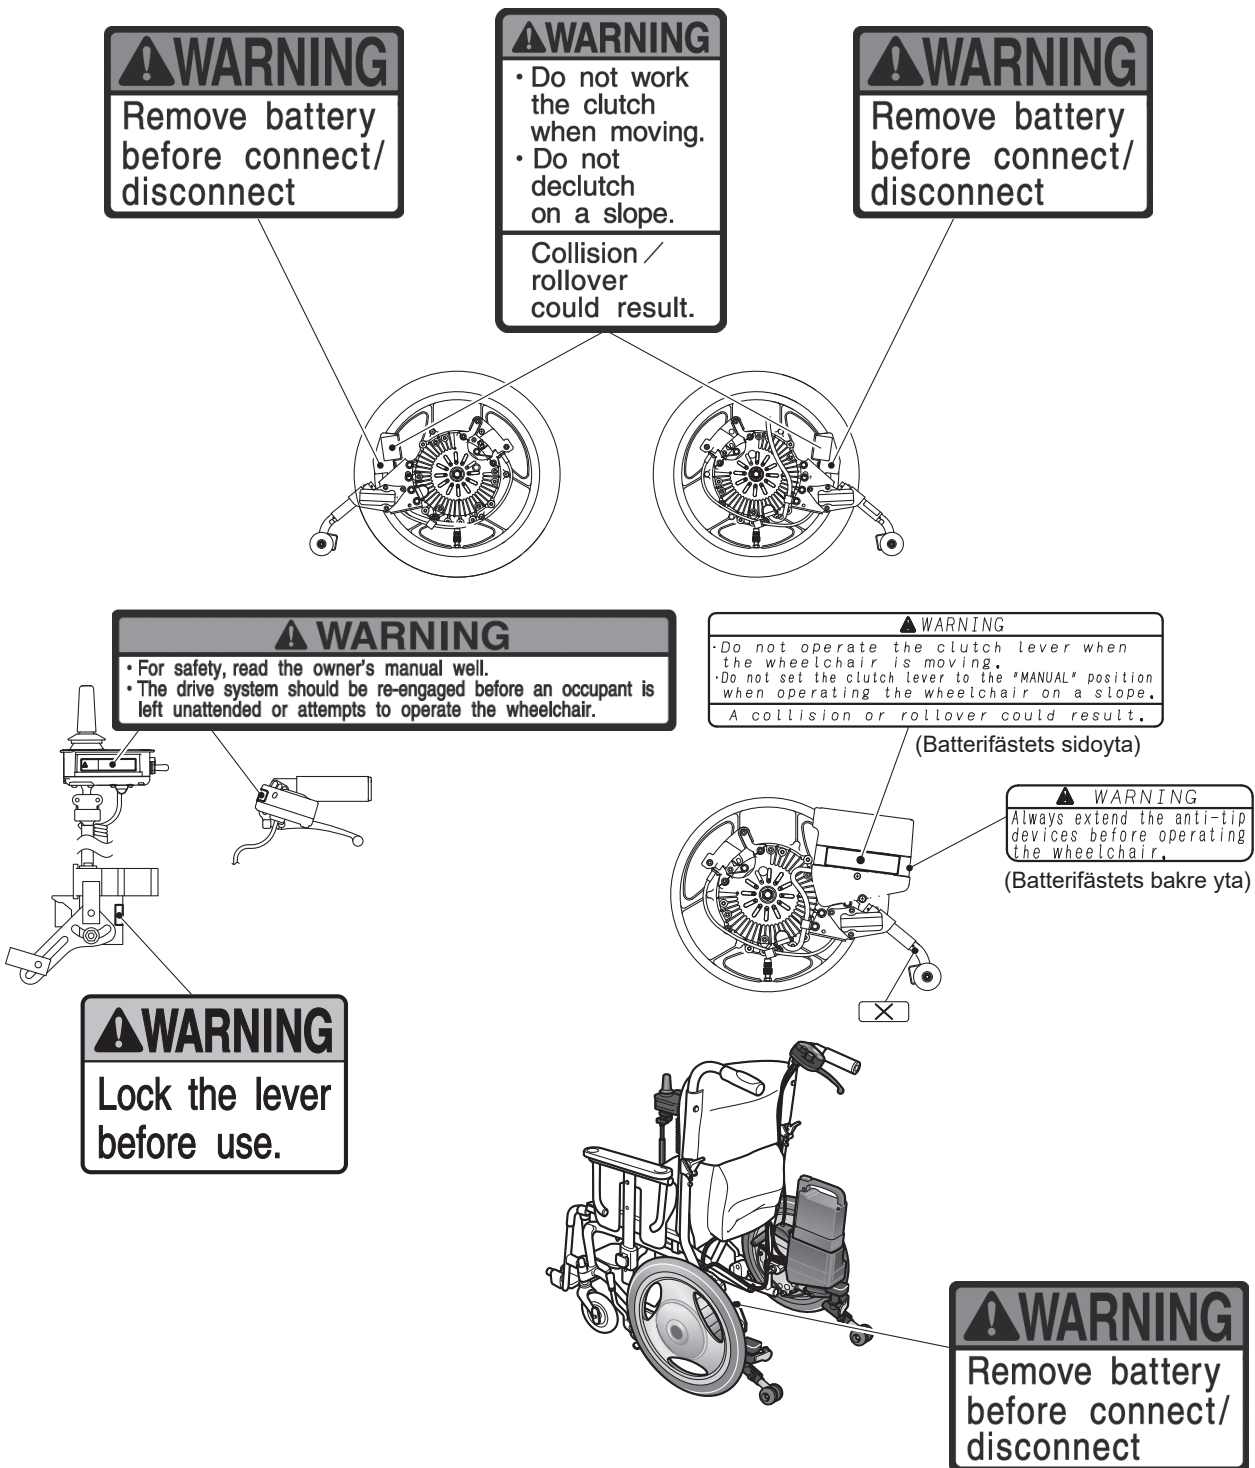 WARNING
Remove battery
before connect/
disconnect
WARNING
・Do not work
the clutch
when moving.
・Do not
declutch
on a slope.
Collision／
rollover
could result.
WARNING
Remove battery
before connect/
disconnect
WARNING
・For safety, read the owner's manual well.
・The drive system should be re-engaged before an occupant is
left unattended or attempts to operate the wheelchair.
WARNING
・Do not operate the clutch lever when
the wheelchair is moving.
・Do not set the clutch lever to the "MANUAL" position
when operating the wheelchair on a slope.
A collision or rollover could result.
(Batterifästets sidoyta)
WARNING
Always extend the anti-tip
devices before operating
the wheelchair.
(Batterifästets bakre yta)
WARNING
Lock the lever
before use.
WARNING
Remove battery
before connect/
disconnect